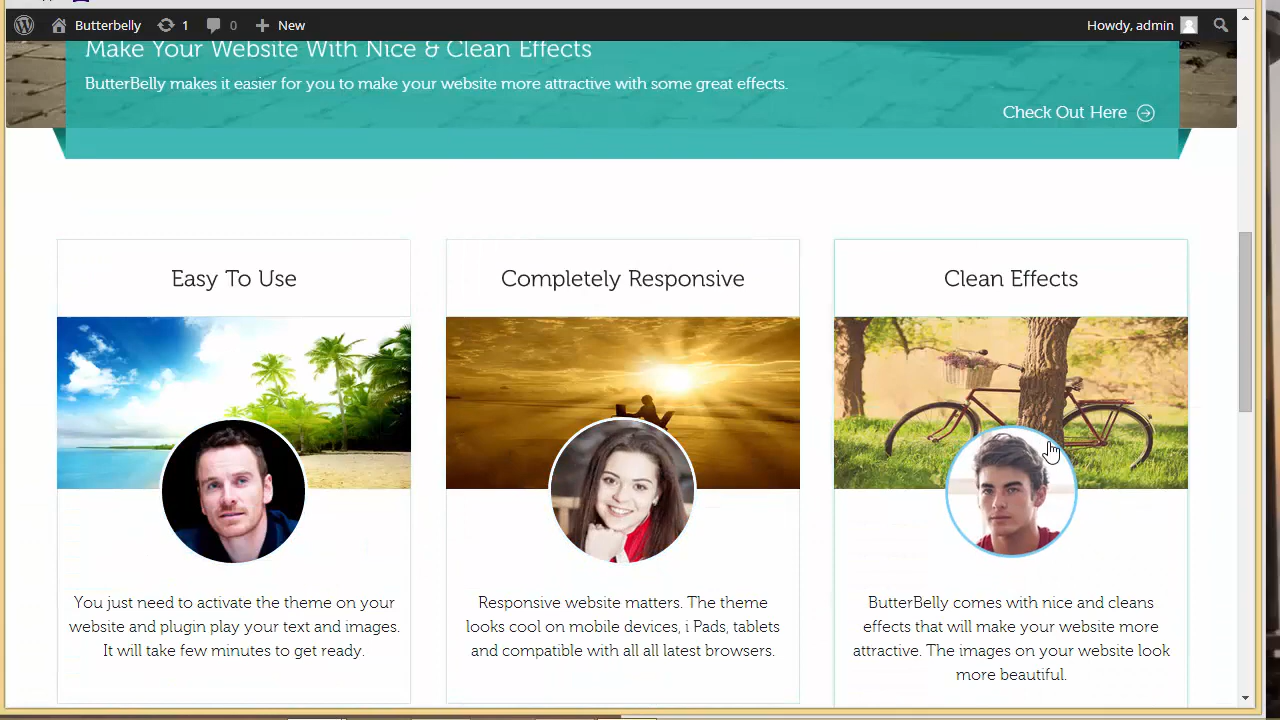 Butterbelly 1 0 New Howdy, admin
Make Your Website With Nice & Clean Effects
ButterBelly makes it easier for you to make your website more attractive with some great effects.
Check Out Here
Easy To Use
You just need to activate the theme on your
website and plugin play your text and images.
It will take few minutes to get ready.
Completely Responsive
Responsive website matters. The theme
looks cool on mobile devices, i Pads, tablets
and compatible with all all latest browsers.
Clean Effects
ButterBelly comes with nice and cleans
effects that will make your website more
attractive. The images on your website look
more beautiful.